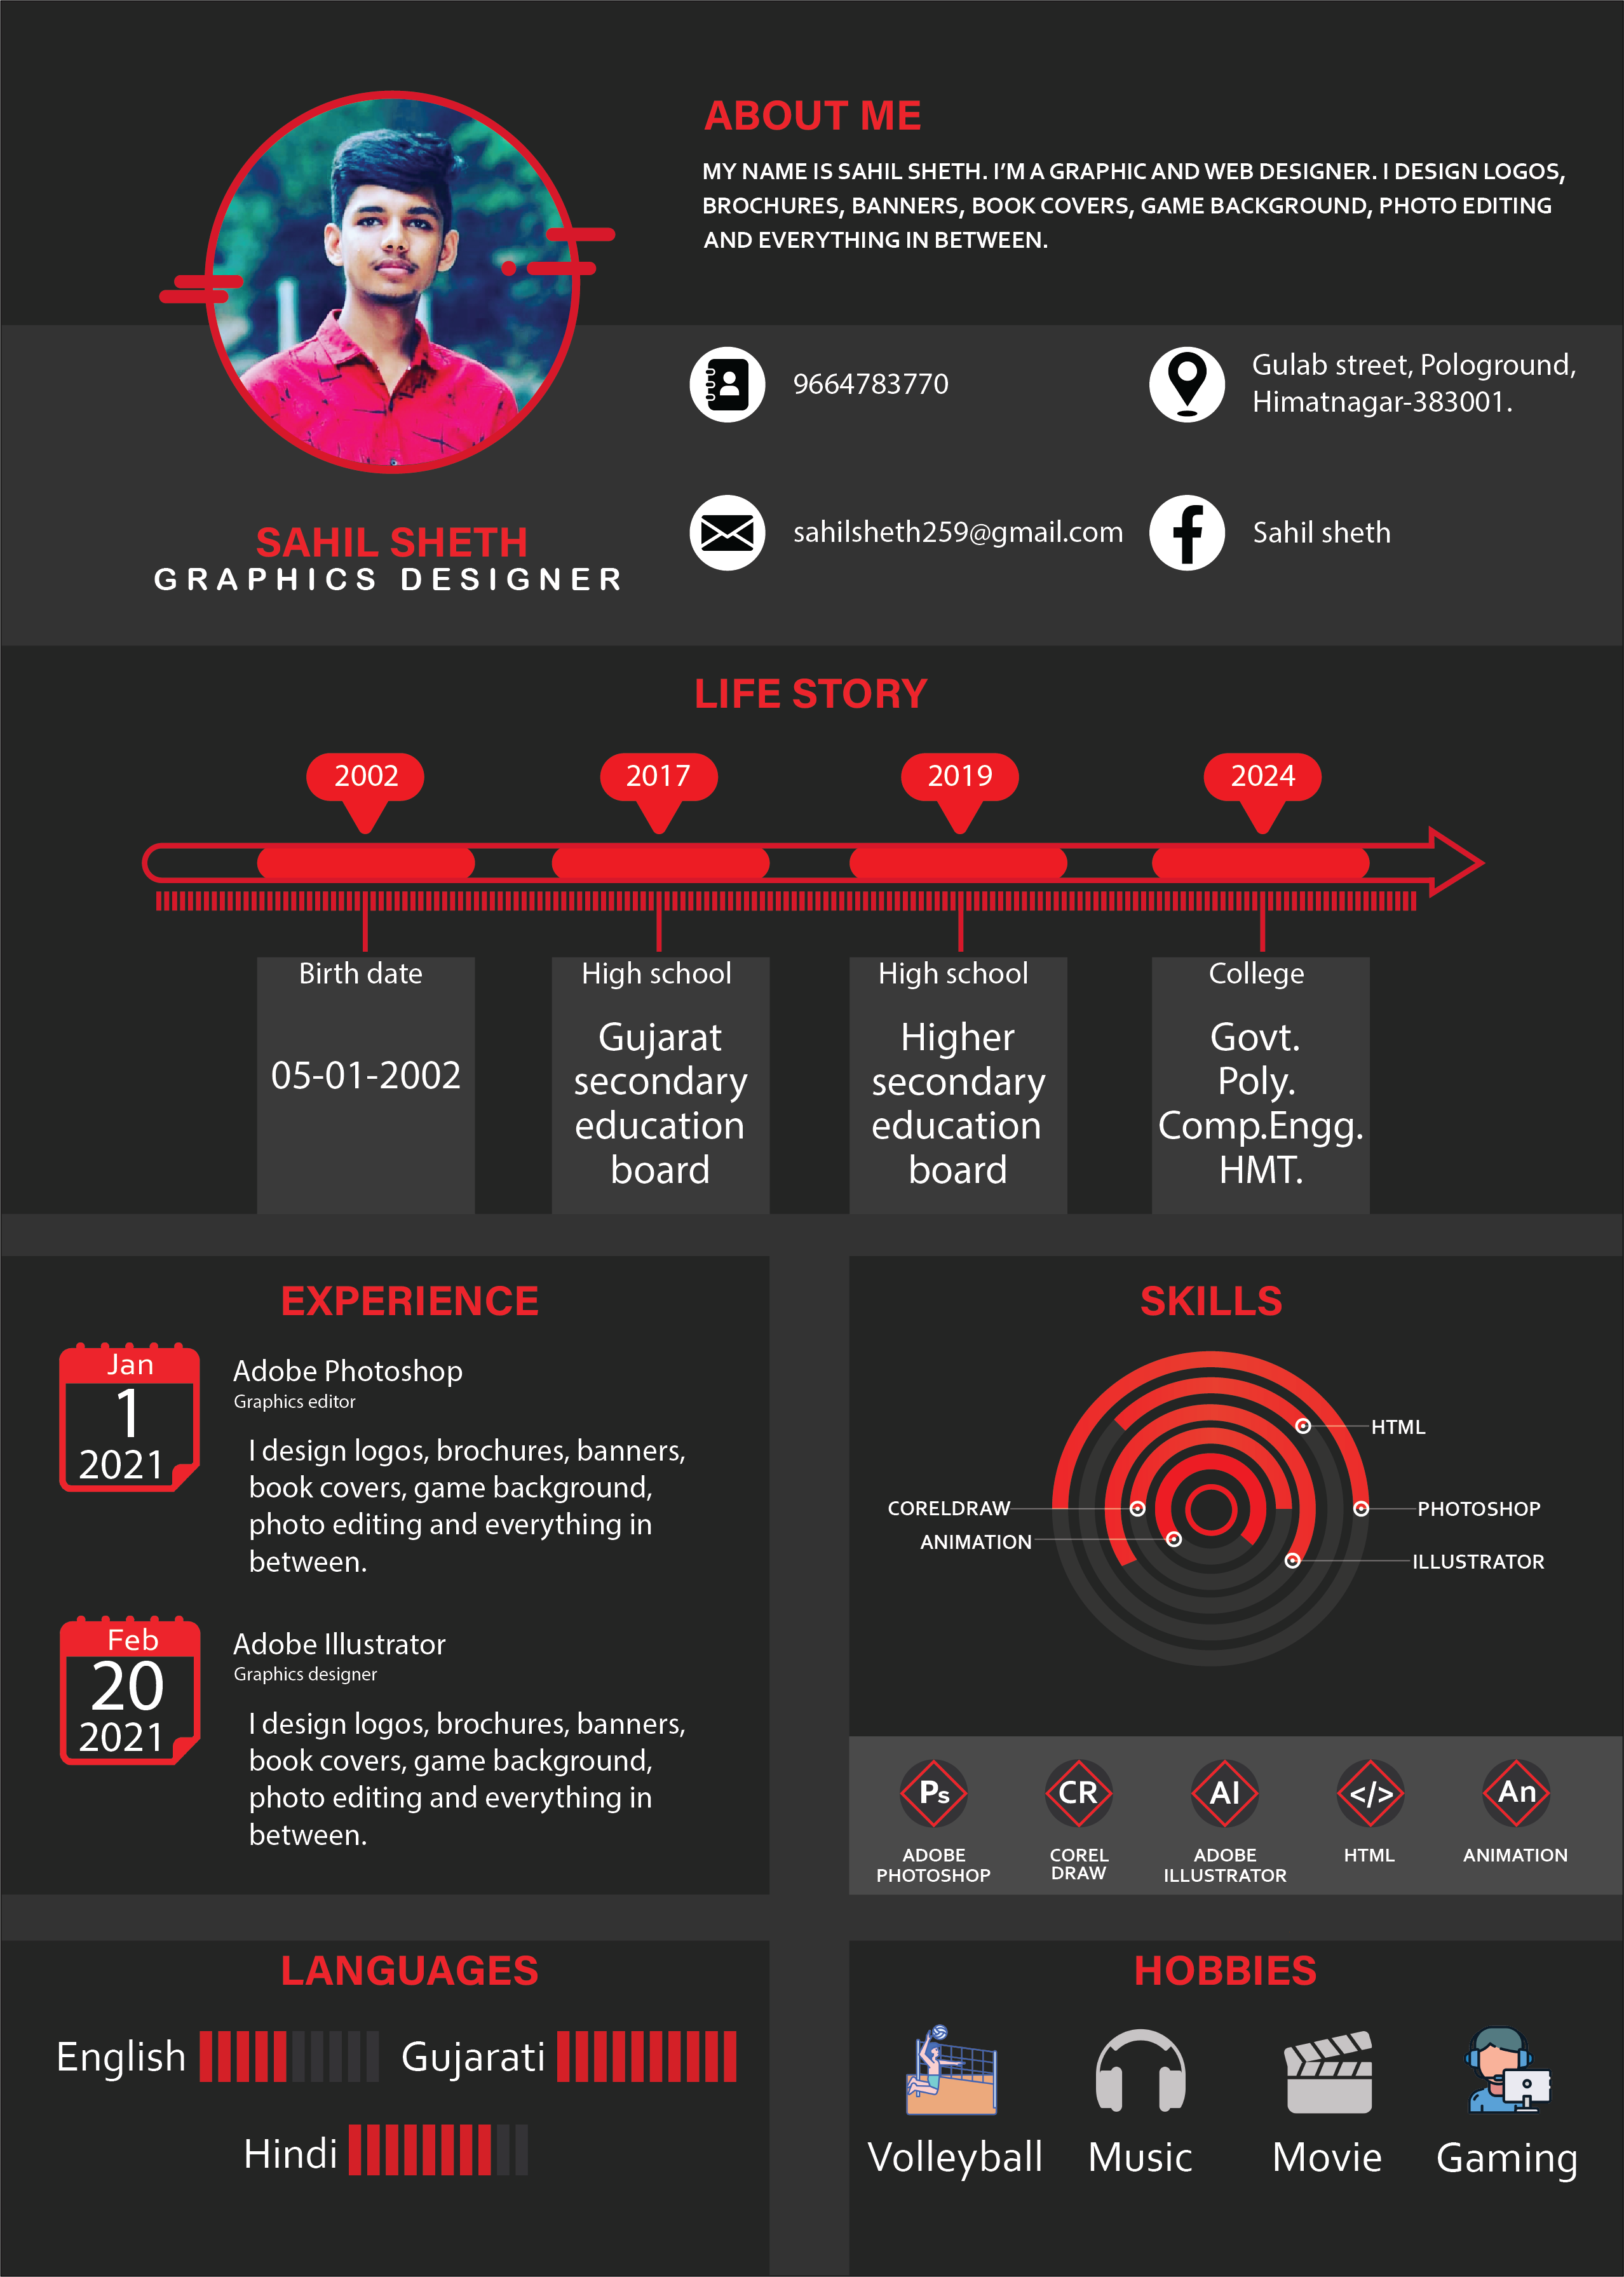 ABOUT ME
MY NAME IS SAHIL SHETH. I'M A GRAPHIC AND WEB DESIGNER. I DESIGN LOGOS,
BROCHURES, BANNERS, BOOK COVERS, GAME BACKGROUND, PHOTO EDITING
AND EVERYTHING IN BETWEEN.
9664783770
Gulab street, Pologround,
Himatnagar-383001.
sahilsheth259@gmail.com
Sahil sheth
SAHIL SHETH
GRAPHICS DESIGNER
LIFE STORY
2002
2017
2019
2024
Birth date
05-01-2002
High school
Gujarat
secondary
education
board
High school
Higher
secondary
education
board
College
Govt.
Poly.
Comp.Engg.
HMT.
EXPERIENCE
Jan
1
2021
Adobe Photoshop
Graphics editor
I design logos, brochures, banners,
book covers, game background,
photo editing and everything in
between.
Feb
20
2021
Adobe Illustrator
Graphics designer
I design logos, brochures, banners,
book covers, game background,
photo editing and everything in
between.
SKILLS
HTML
CORELDRAW
PHOTOSHOP
ANIMATION
ILLUSTRATOR
Ps
CR
AI
</>
An
ADOBE
PHOTOSHOP
COREL
DRAW
ADOBE
ILLUSTRATOR
HTML
ANIMATION
LANGUAGES
English
Gujarati
Hindi
HOBBIES
Volleyball
Music
Movie
Gaming